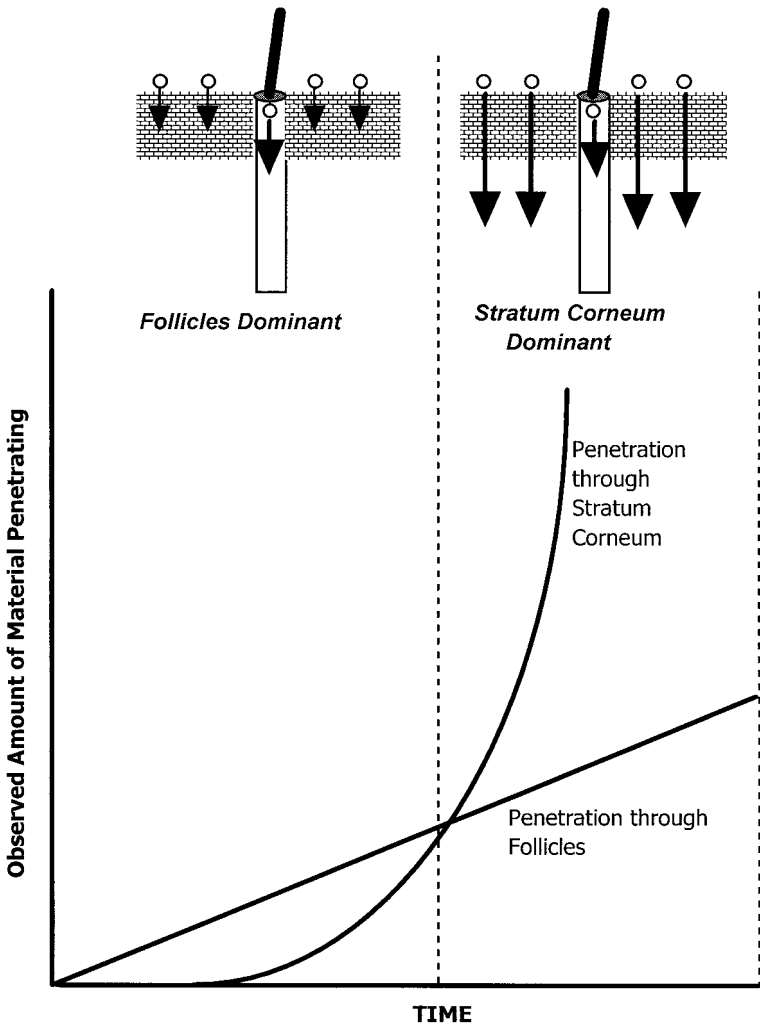 Follicles Dominant
Stratum Corneum
Dominant
Penetration
through
Stratum
Corneum
Penetration through
Follicles
Observed Amount of Material Penetrating
TIME